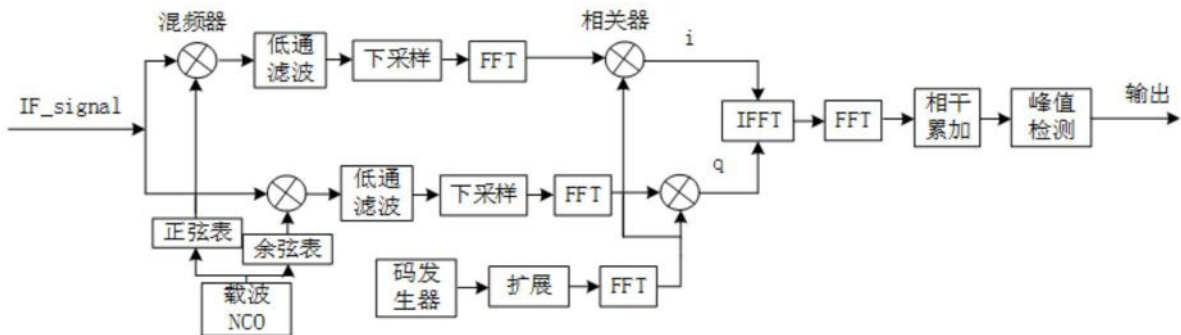 混频器
相关器
IF_signal
低通
滤波
下采样
FFT
i
IFFT
FFT
相干
累加
峰值
检测
输出
q
低通
滤波
下采样
FFT
正弦表
余弦表
载波
NCO
码发
生器
扩展
FFT